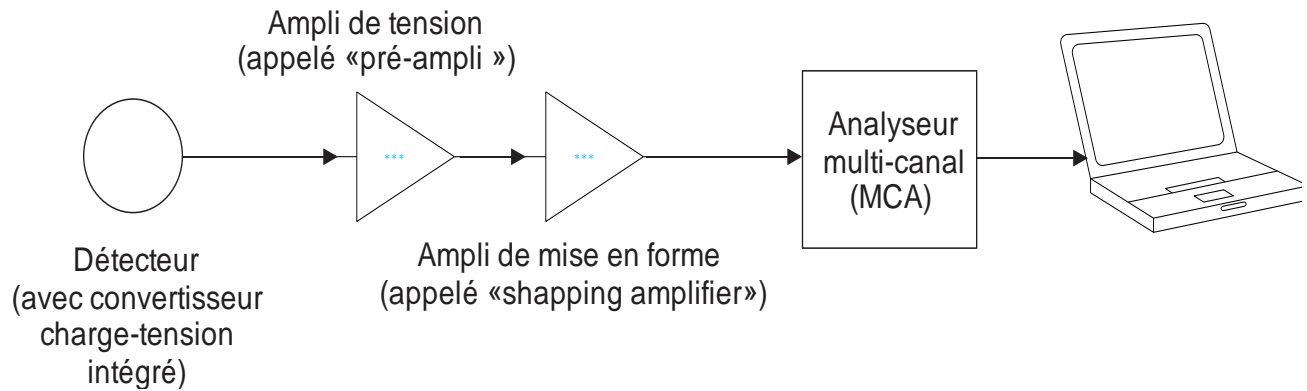 Ampli de tension
(appelé «pré-ampli »)
***
***
Analyseur
multi-canal
(MCA)
Détecteur
(avec convertisseur
charge-tension
intégré)
Ampli de mise en forme
(appelé «shapping amplifier»)